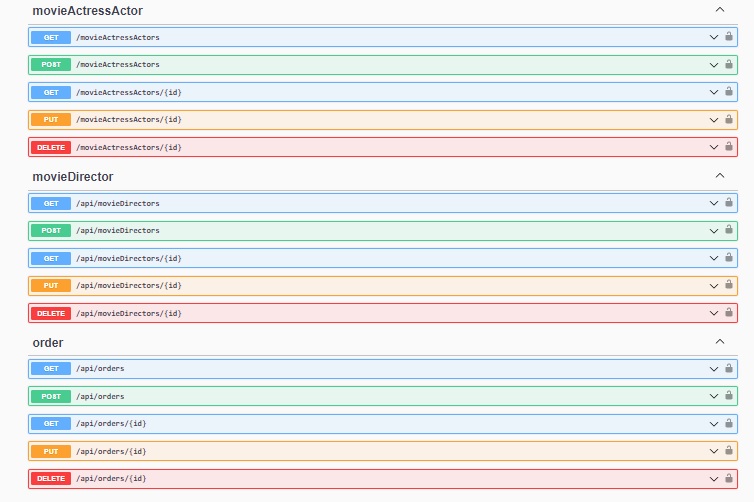 movieActressActor
GET /movieActressActors
POST /movieActressActors
GET /movieActressActors/{id}
PUT /movieActressActors/{id}
DELETE /movieActressActors/{id}
movieDirector
GET /api/movieDirectors
POST /api/movieDirectors
GET /api/movieDirectors/{id}
PUT /api/movieDirectors/{id}
DELETE /api/movieDirectors/{id}
order
GET /api/orders
POST /api/orders
GET /api/orders/{id}
PUT /api/orders/{id}
DELETE /api/orders/{id}